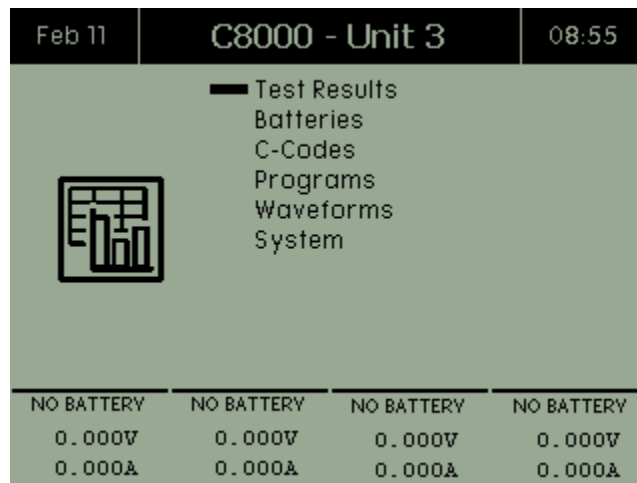 Feb 11 C8000 - Unit 3 08:55
Test Results
Batteries
C-Codes
Programs
Waveforms
System
NO BATTERY NO BATTERY NO BATTERY NO BATTERY
0.000V 0.000V 0.000V 0.000V
0.000A 0.000A 0.000A 0.000A